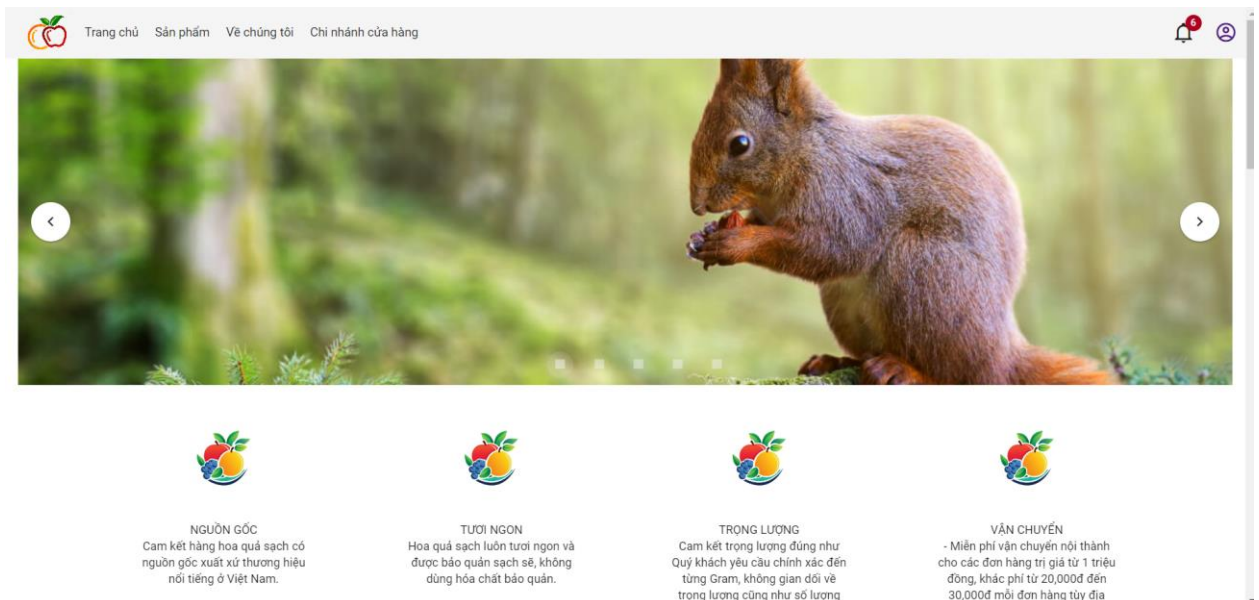 Trang chủ Sản phẩm Về chúng tôi Chi nhánh cửa hàng 6
NGUỒN GỐC
Cam kết hàng hoa quả sạch có
nguồn gốc xuất xứ thương hiệu
nổi tiếng ở Việt Nam.
TƯƠI NGON
Hoa quả sạch luôn tươi ngon và
được bảo quản sạch sẽ, không
dùng hóa chất bảo quản.
TRỌNG LƯỢNG
Cam kết trọng lượng đúng như
Quý khách yêu cầu chính xác đến
từng Gram, không gian dối về
trọng lượng cũng như số lượng
VẬN CHUYỂN
- Miễn phí vận chuyển nội thành
cho các đơn hàng trị giá từ 1 triệu
đồng, khác phí từ 20,000đ đến
30,000đ mỗi đơn hàng tùy địa